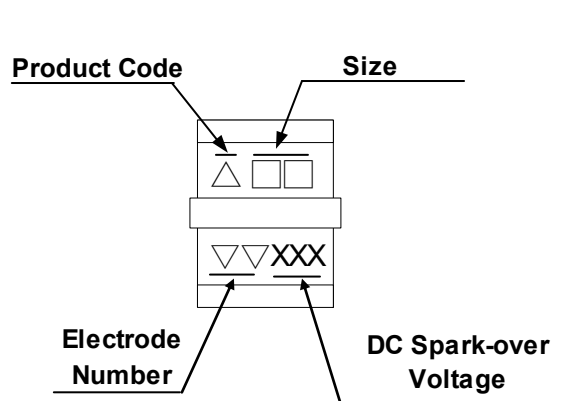 Product Code
Size
XXX
Electrode
Number
DC Spark-over
Voltage